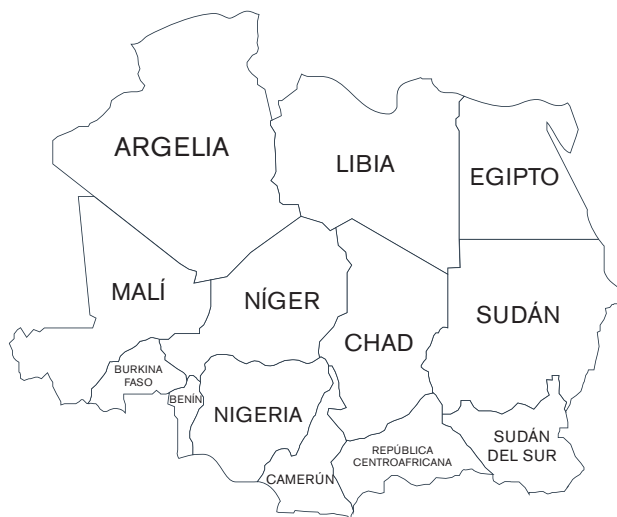 ARGELIA
LIBIA
EGIPTO
MALÍ
NÍGER
CHAD
SUDÁN
BURKINA
FASO
BENÍN
NIGERIA
CAMERÚN
REPÚBLICA
CENTROAFRICANA
SUDÁN
DEL SUR